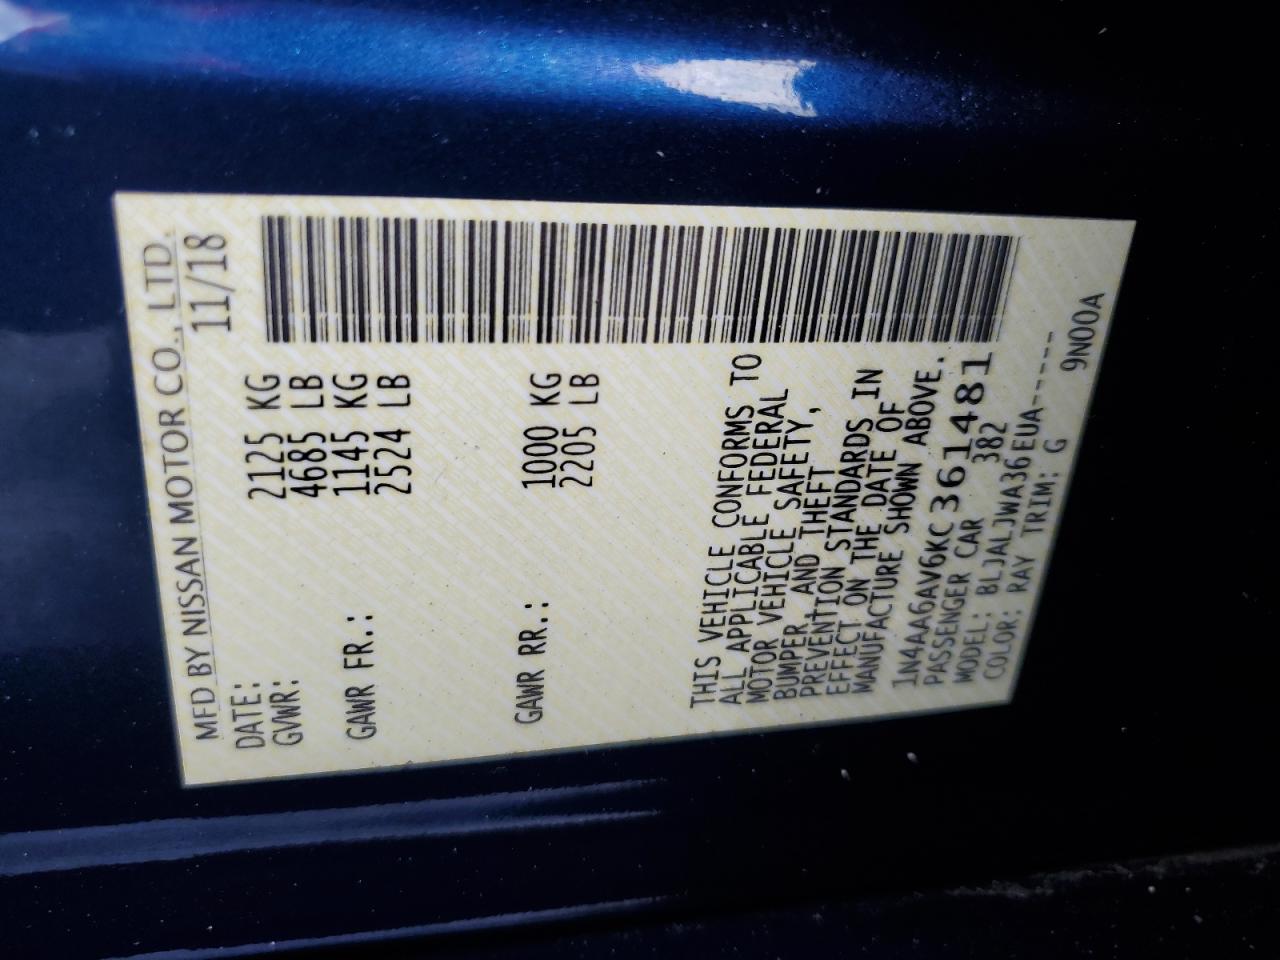 MFD BY NISSAN MOTOR CO., LTD.
DATE: 11/18
GVWR: 2125 KG
4685 LB
GAWR FR.: 1145 KG
2524 LB
GAWR RR.: 1000 KG
2205 LB
THIS VEHICLE CONFORMS TO
ALL APPLICABLE FEDERAL
MOTOR VEHICLE SAFETY,
BUMPER, AND THEFT
PREVENTION STANDARDS IN
EFFECT ON THE DATE OF
MANUFACTURE SHOWN ABOVE.
1N4AA6AV6KC361481
PASSENGER CAR 382
MODEL: BLJALJWA36EUA------
COLOR: RAY TRIM: G
9N00A